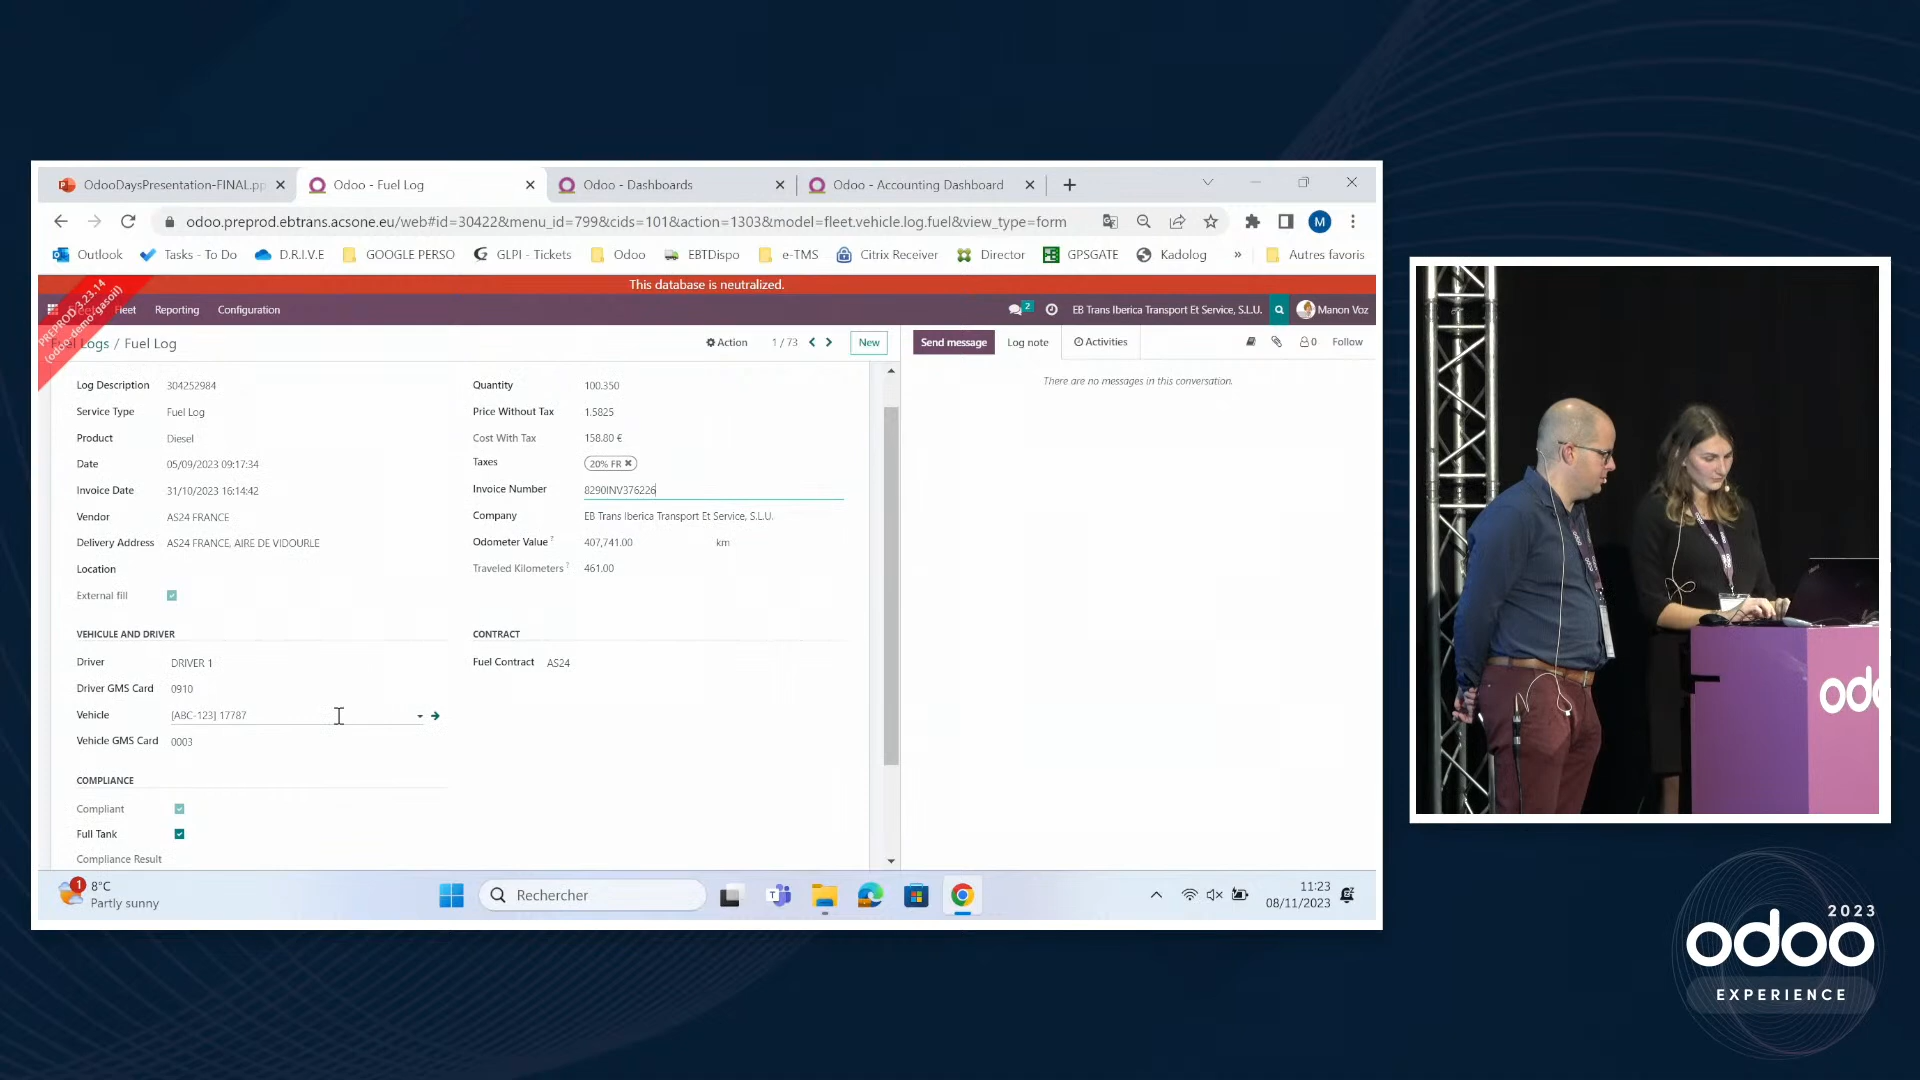 OdooDaysPresentation-FINAL.pp
Odoo - Fuel Log
Odoo - Dashboards
Odoo - Accounting Dashboard
odoo.preprod.ebtrans.acsone.eu/web#id=30422&menu_id=799&cids=101&action=1303&model=fleet.vehicle.log.fuel&view_type=form
M
Outlook
Tasks - To Do
D.R.I.V.E
GOOGLE PERSO
GLPI - Tickets
Odoo
EBTDispo
e-TMS
Citrix Receiver
Director
GPSGATE
Kadolog
»
Autres favoris
This database is neutralized.
PREPROD 3.23.14
(odoo_demo_gasoil)
Fleet
Reporting
Configuration
2
EB Trans Iberica Transport Et Service, S.L.U.
Manon Voz
Fuel Logs / Fuel Log
Action
1 / 73
New
Send message
Log note
Activities
0
Follow
There are no messages in this conversation.
Log Description 304252984
Service Type Fuel Log
Product Diesel
Date 05/09/2023 09:17:34
Invoice Date 31/10/2023 16:14:42
Vendor AS24 FRANCE
Delivery Address AS24 FRANCE, AIRE DE VIDOURLE
Location
External fill
Quantity 100.350
Price Without Tax 1.5825
Cost With Tax 158.80 €
Taxes 20% FR
Invoice Number 8290INV376226
Company EB Trans Iberica Transport Et Service, S.L.U.
Odometer Value ? 407,741.00 km
Traveled Kilometers ? 461.00
VEHICULE AND DRIVER
Driver DRIVER 1
Driver GMS Card 0910
Vehicle [ABC-123] 17787
Vehicle GMS Card 0003
CONTRACT
Fuel Contract AS24
COMPLIANCE
Compliant
Full Tank
Compliance Result
1
8°C
Partly sunny
Rechercher
11:23
08/11/2023
odoo
2023
odoo
EXPERIENCE